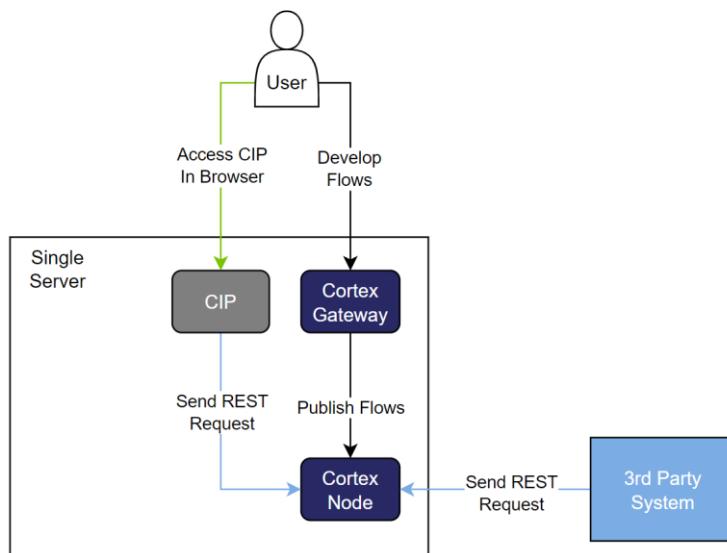 User
Access CIP
In Browser
Develop
Flows
Single
Server
CIP
Cortex
Gateway
Send REST
Request
Publish Flows
Cortex
Node
Send REST
Request
3rd Party
System